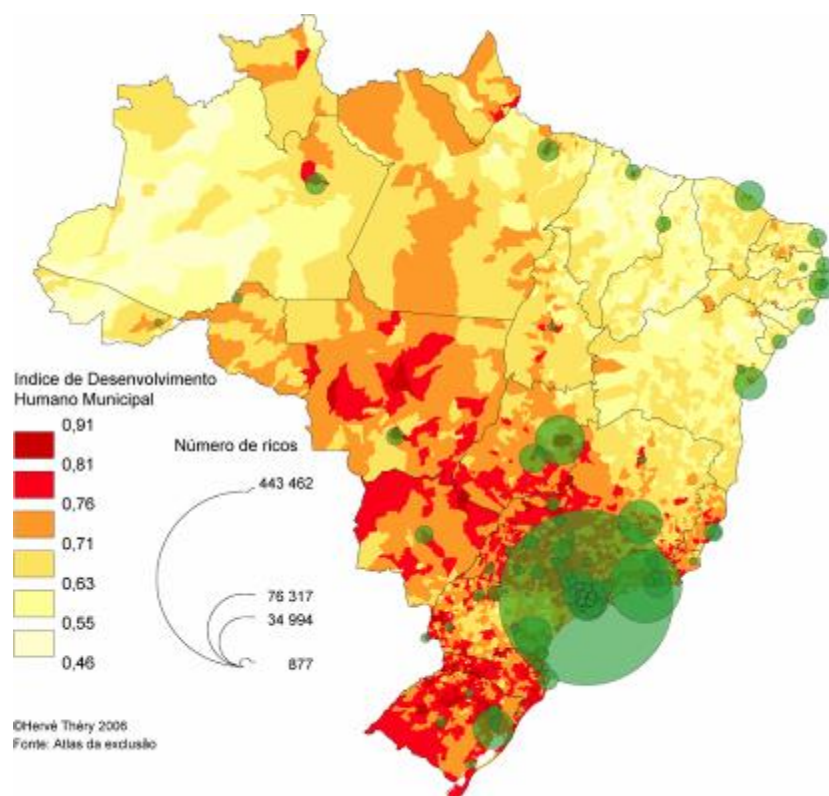 Indice de Desenvolvimento
Humano Municipal
0,91
0,81
0,76
0,71
0,63
0,55
0,46
Número de ricos
443 462
76 317
34 994
877
©Hervé Théry 2006
Fonte: Atlas da exclusão